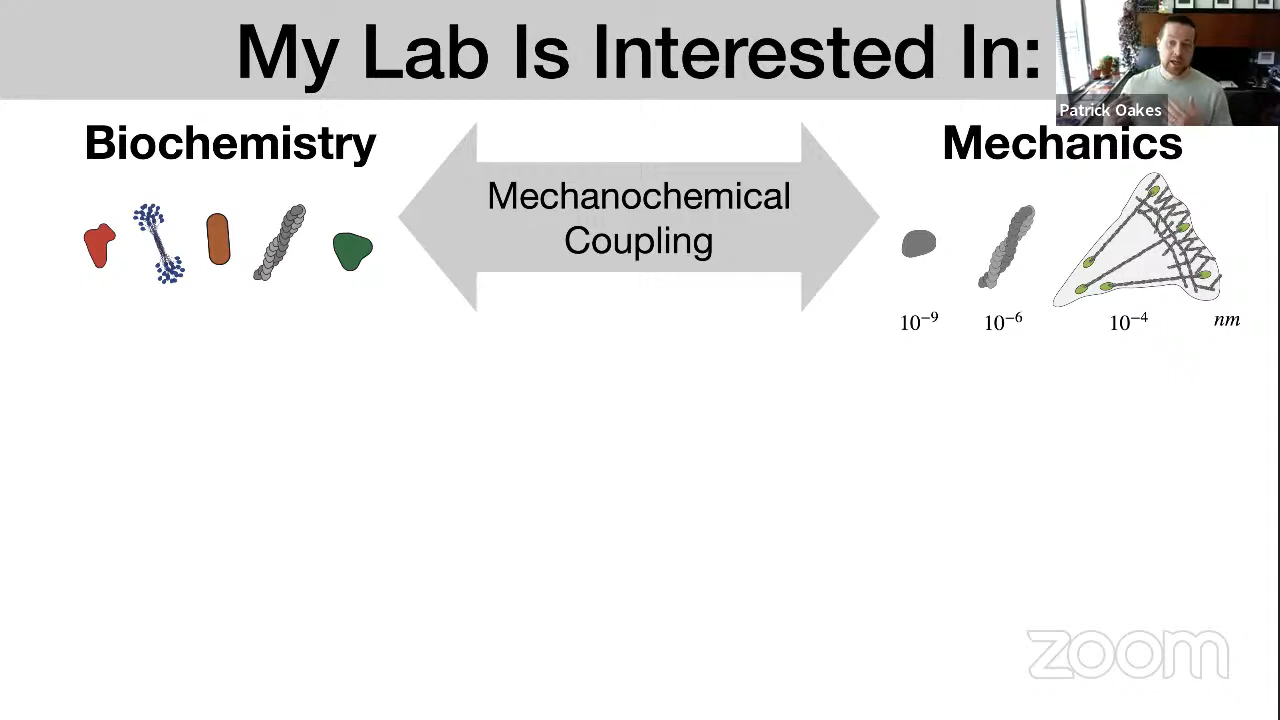 My Lab Is Interested In:
Patrick Oakes
Biochemistry
Mechanics
Mechanochemical
Coupling
10⁻⁹ 10⁻⁶ 10⁻⁴ nm
zoom